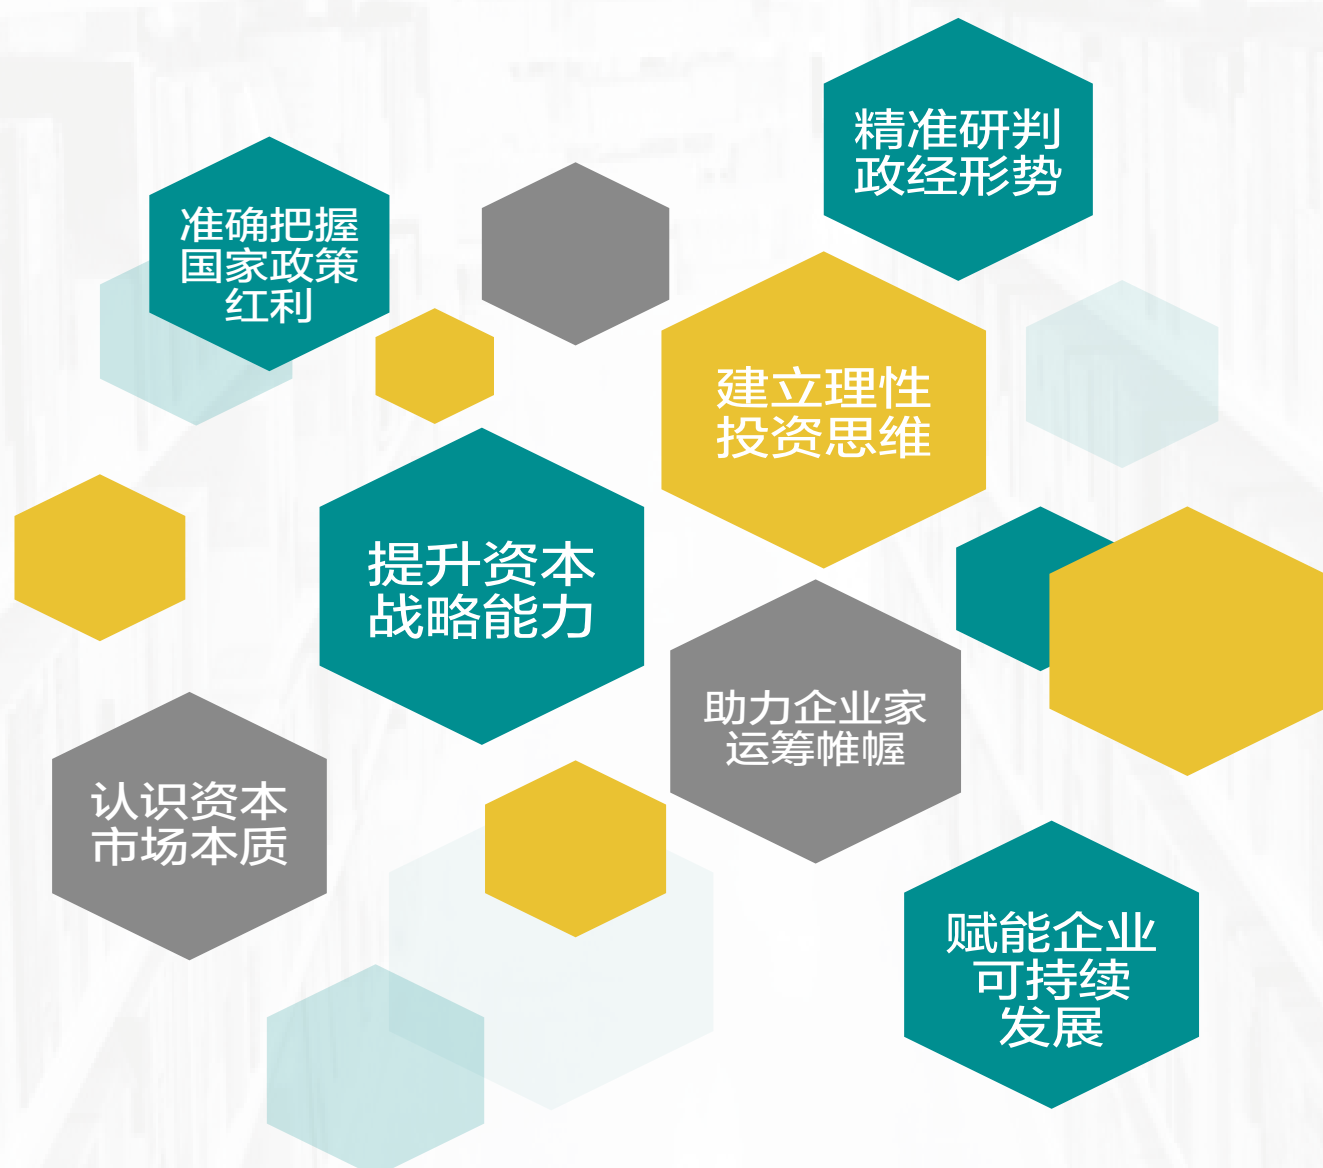 精准研判
政经形势
准确把握
国家政策
红利
建立理性
投资思维
提升资本
战略能力
助力企业家
运筹帷幄
认识资本
市场本质
赋能企业
可持续
发展